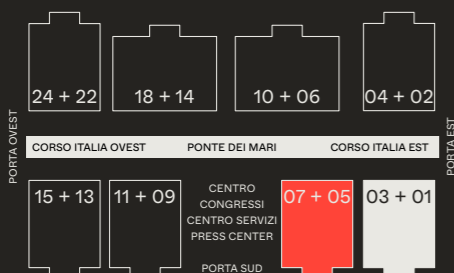 24 + 22
18 + 14
10 + 06
04 + 02
PORTA OVEST
CORSO ITALIA OVEST
PONTE DEI MARI
CORSO ITALIA EST
PORTA EST
15 + 13
11 + 09
CENTRO
CONGRESSI
CENTRO SERVIZI
PRESS CENTER
07 + 05
03 + 01
PORTA SUD